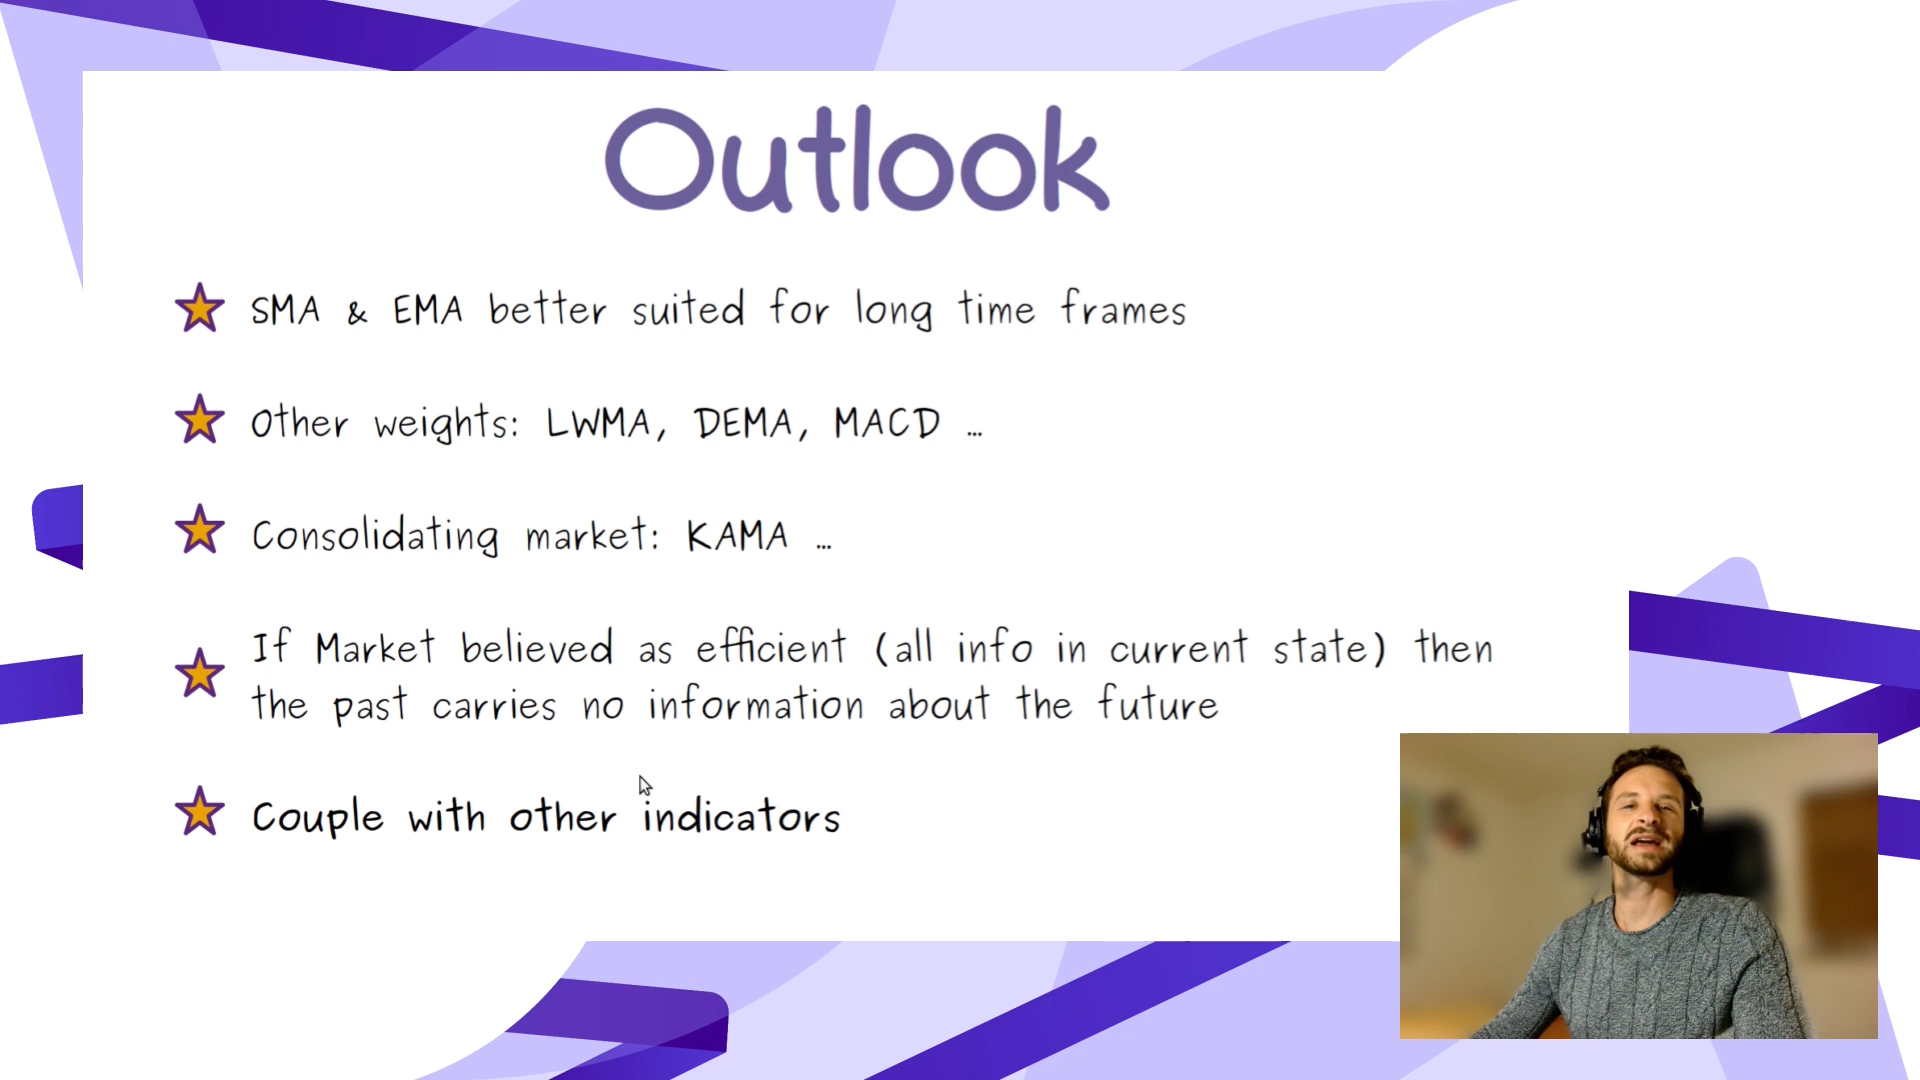 Outlook
SMA & EMA better suited for long time frames
Other weights: LWMA, DEMA, MACD ...
Consolidating market: KAMA ...
If Market believed as efficient (all info in current state) then
the past carries no information about the future
Couple with other indicators